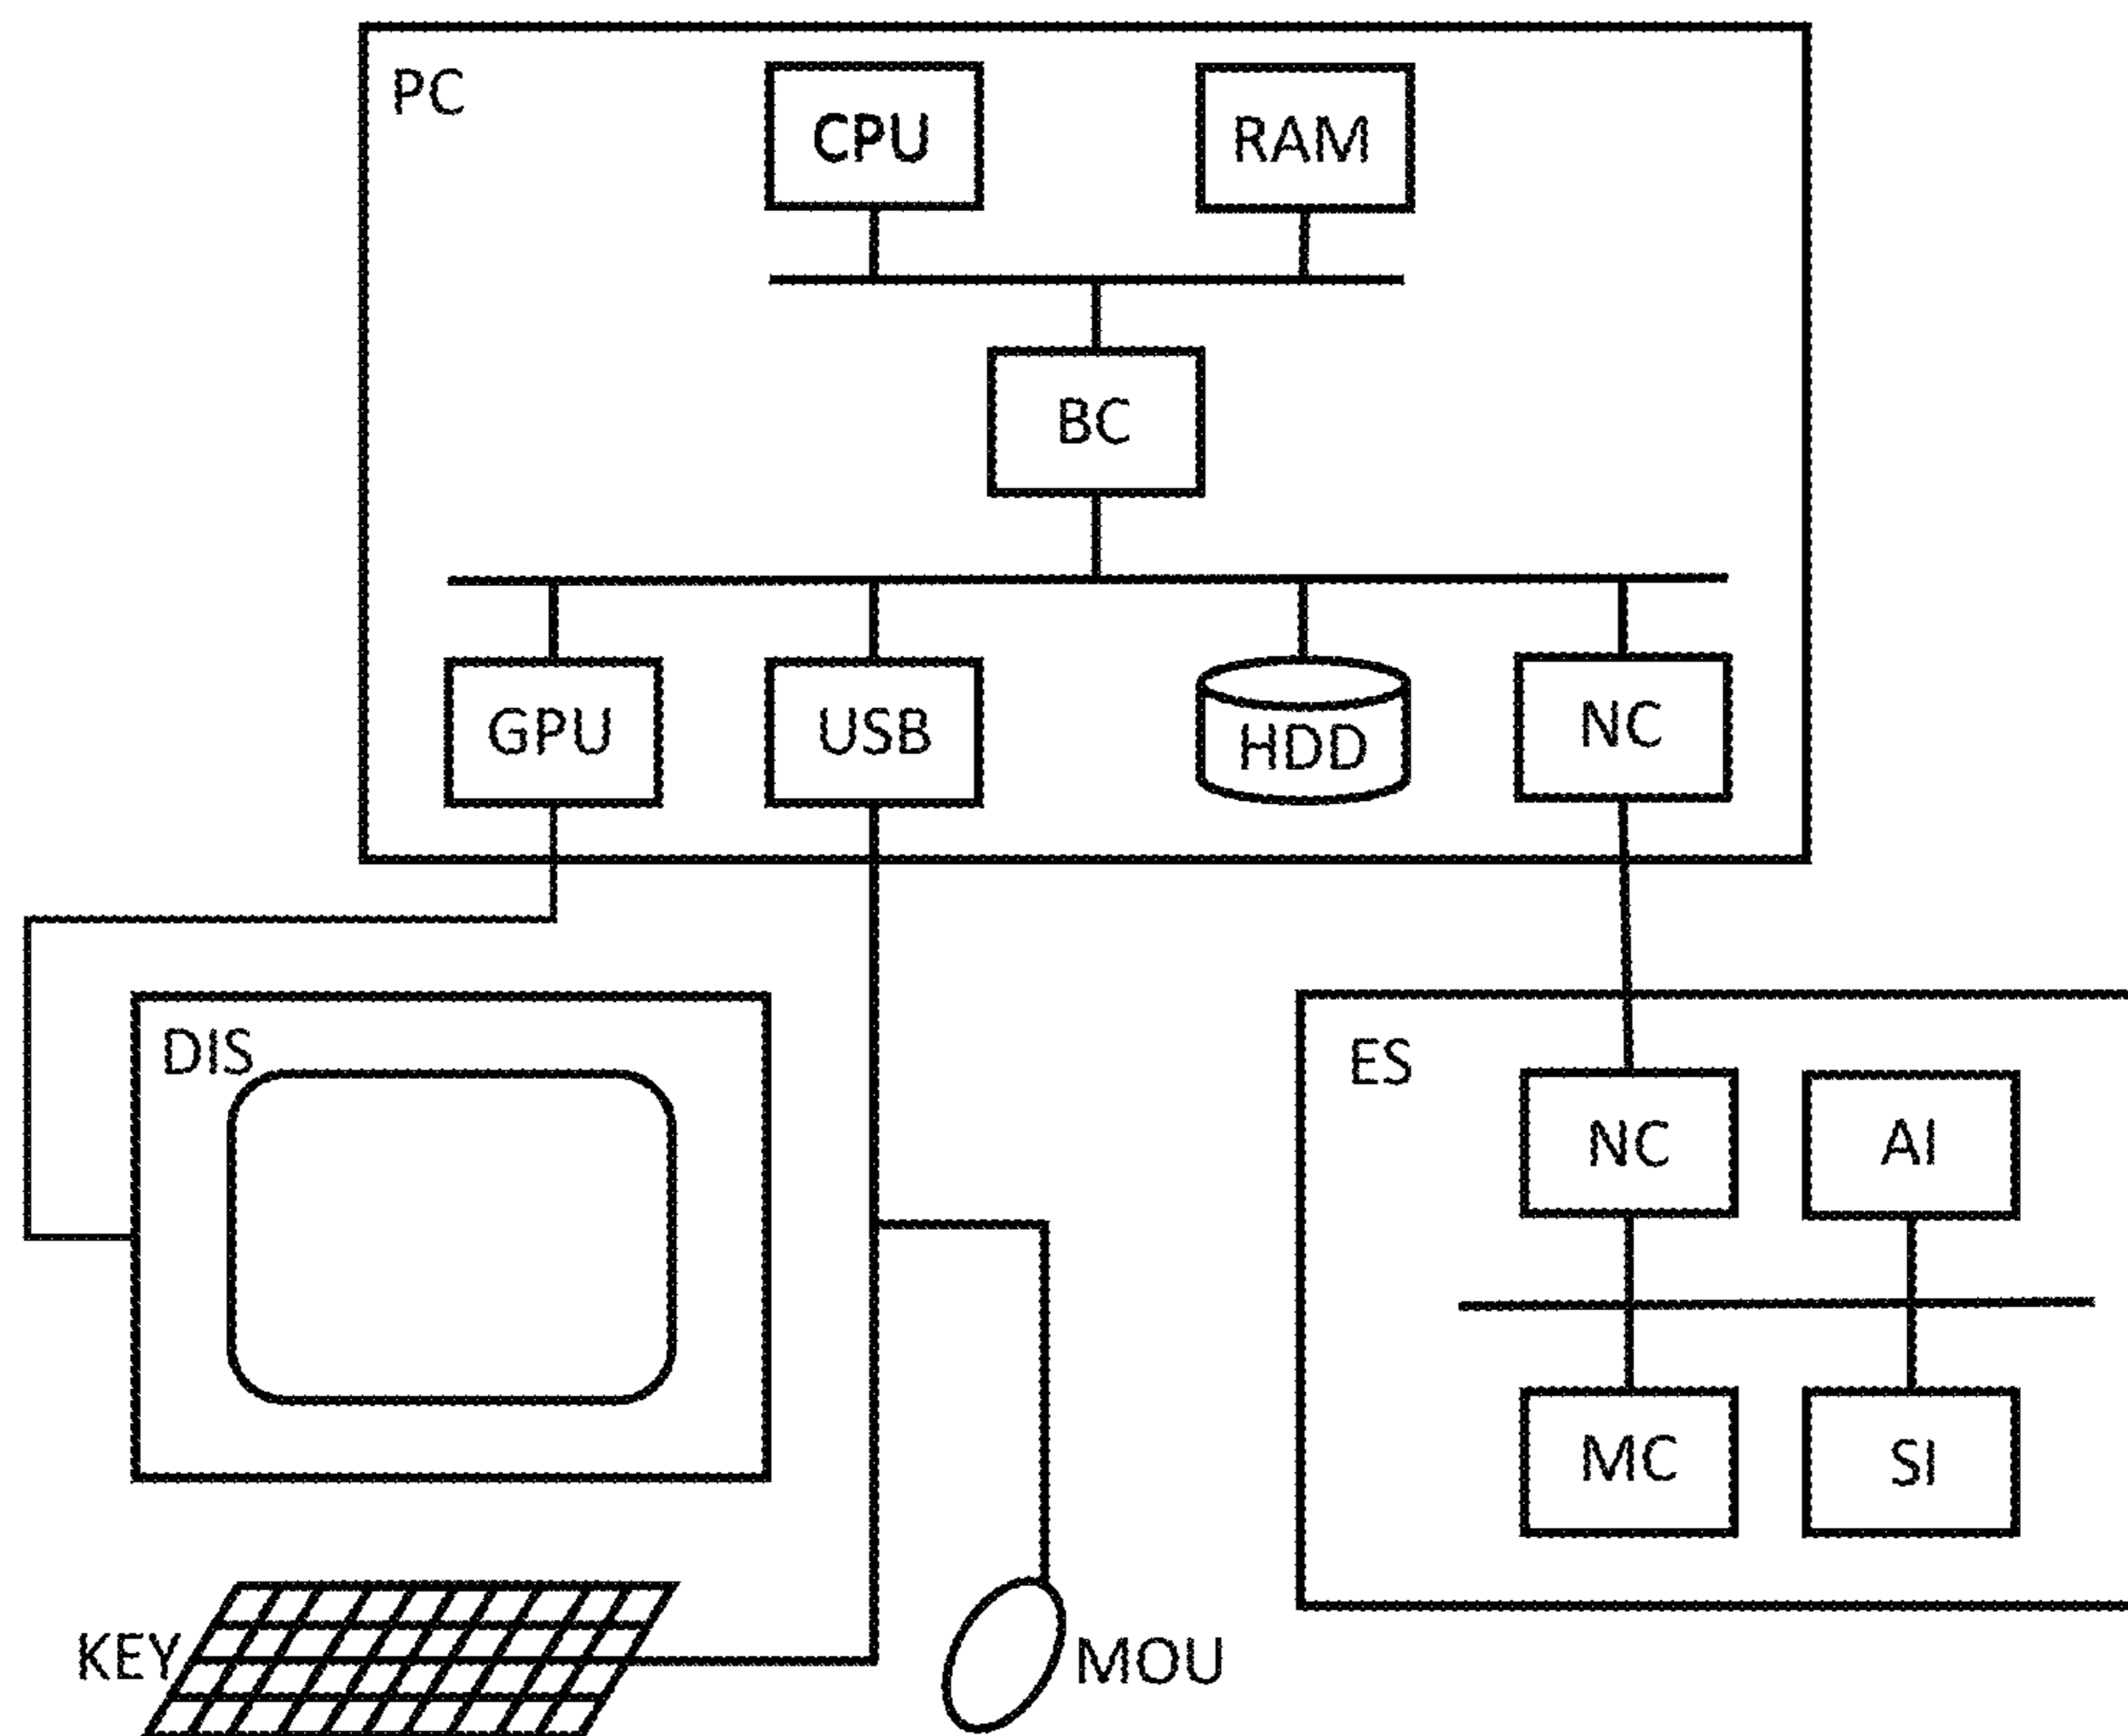 PC
CPU
RAM
BC
GPU
USB
HDD
NC
DIS
ES
NC
AI
MC
SI
KEY
MOU